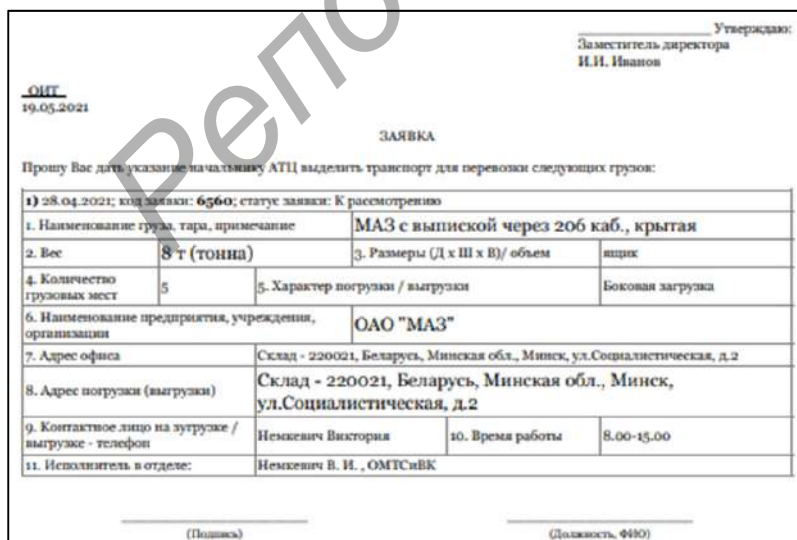 Репо
Утверждаю:
Заместитель директора
И.И. Иванов
ОИТ
19.05.2021
ЗАЯВКА
Прошу Вас дать указание начальнику АТЦ выделить транспорт для перевозки следующих грузов:
1) 28.04.2021; код заявки: 6560; статус заявки: К рассмотрению
1. Наименование груза, тара, примечание МАЗ с выпиской через 206 каб., крытая
2. Вес 8 т (тонна) 3. Размеры (Д х Ш х В)/ объем ящик
4. Количество грузовых мест 5 5. Характер погрузки / выгрузки Боковая загрузка
6. Наименование предприятия, учреждения, организации ОАО "МАЗ"
7. Адрес офиса Склад - 220021, Беларусь, Минская обл., Минск, ул.Социалистическая, д.2
8. Адрес погрузки (выгрузки) Склад - 220021, Беларусь, Минская обл., Минск, ул.Социалистическая, д.2
9. Контактное лицо на зугрузке / выгрузке - телефон Немкевич Виктория 10. Время работы 8.00-15.00
11. Исполнитель в отделе: Немкевич В. И. , ОМТСиВК
(Подпись) (Должность, ФИО)